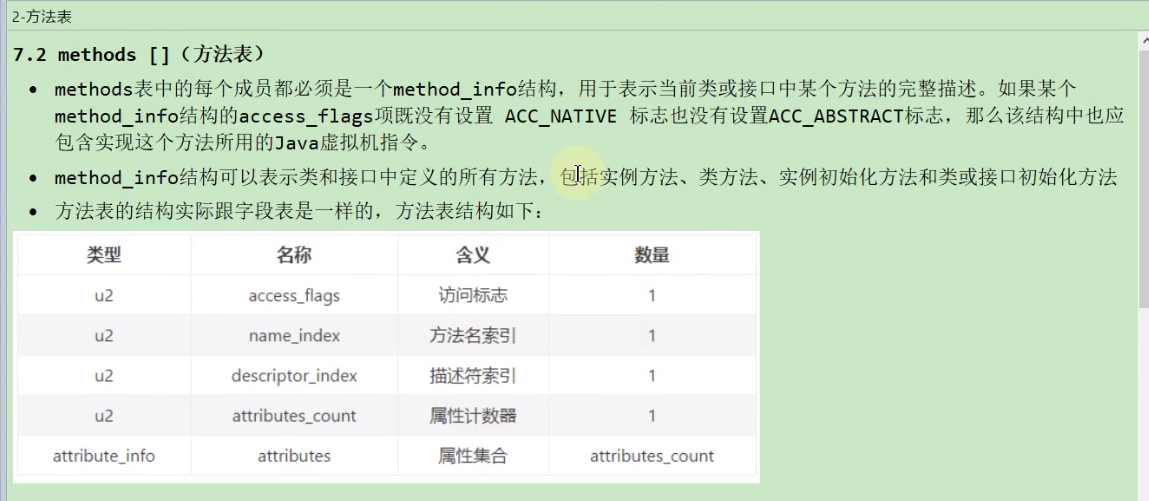 2-方法表
7.2 methods []（方法表）
• methods表中的每个成员都必须是一个method_info结构，用于表示当前类或接口中某个方法的完整描述。如果某个
method_info结构的access_flags项既没有设置 ACC_NATIVE 标志也没有设置ACC_ABSTRACT标志，那么该结构中也应
包含实现这个方法所用的Java虚拟机指令。
• method_info结构可以表示类和接口中定义的所有方法，包括实例方法、类方法、实例初始化方法和类或接口初始化方法
• 方法表的结构实际跟字段表是一样的，方法表结构如下：
类型 名称 含义 数量
u2 access_flags 访问标志 1
u2 name_index 方法名索引 1
u2 descriptor_index 描述符索引 1
u2 attributes_count 属性计数器 1
attribute_info attributes 属性集合 attributes_count